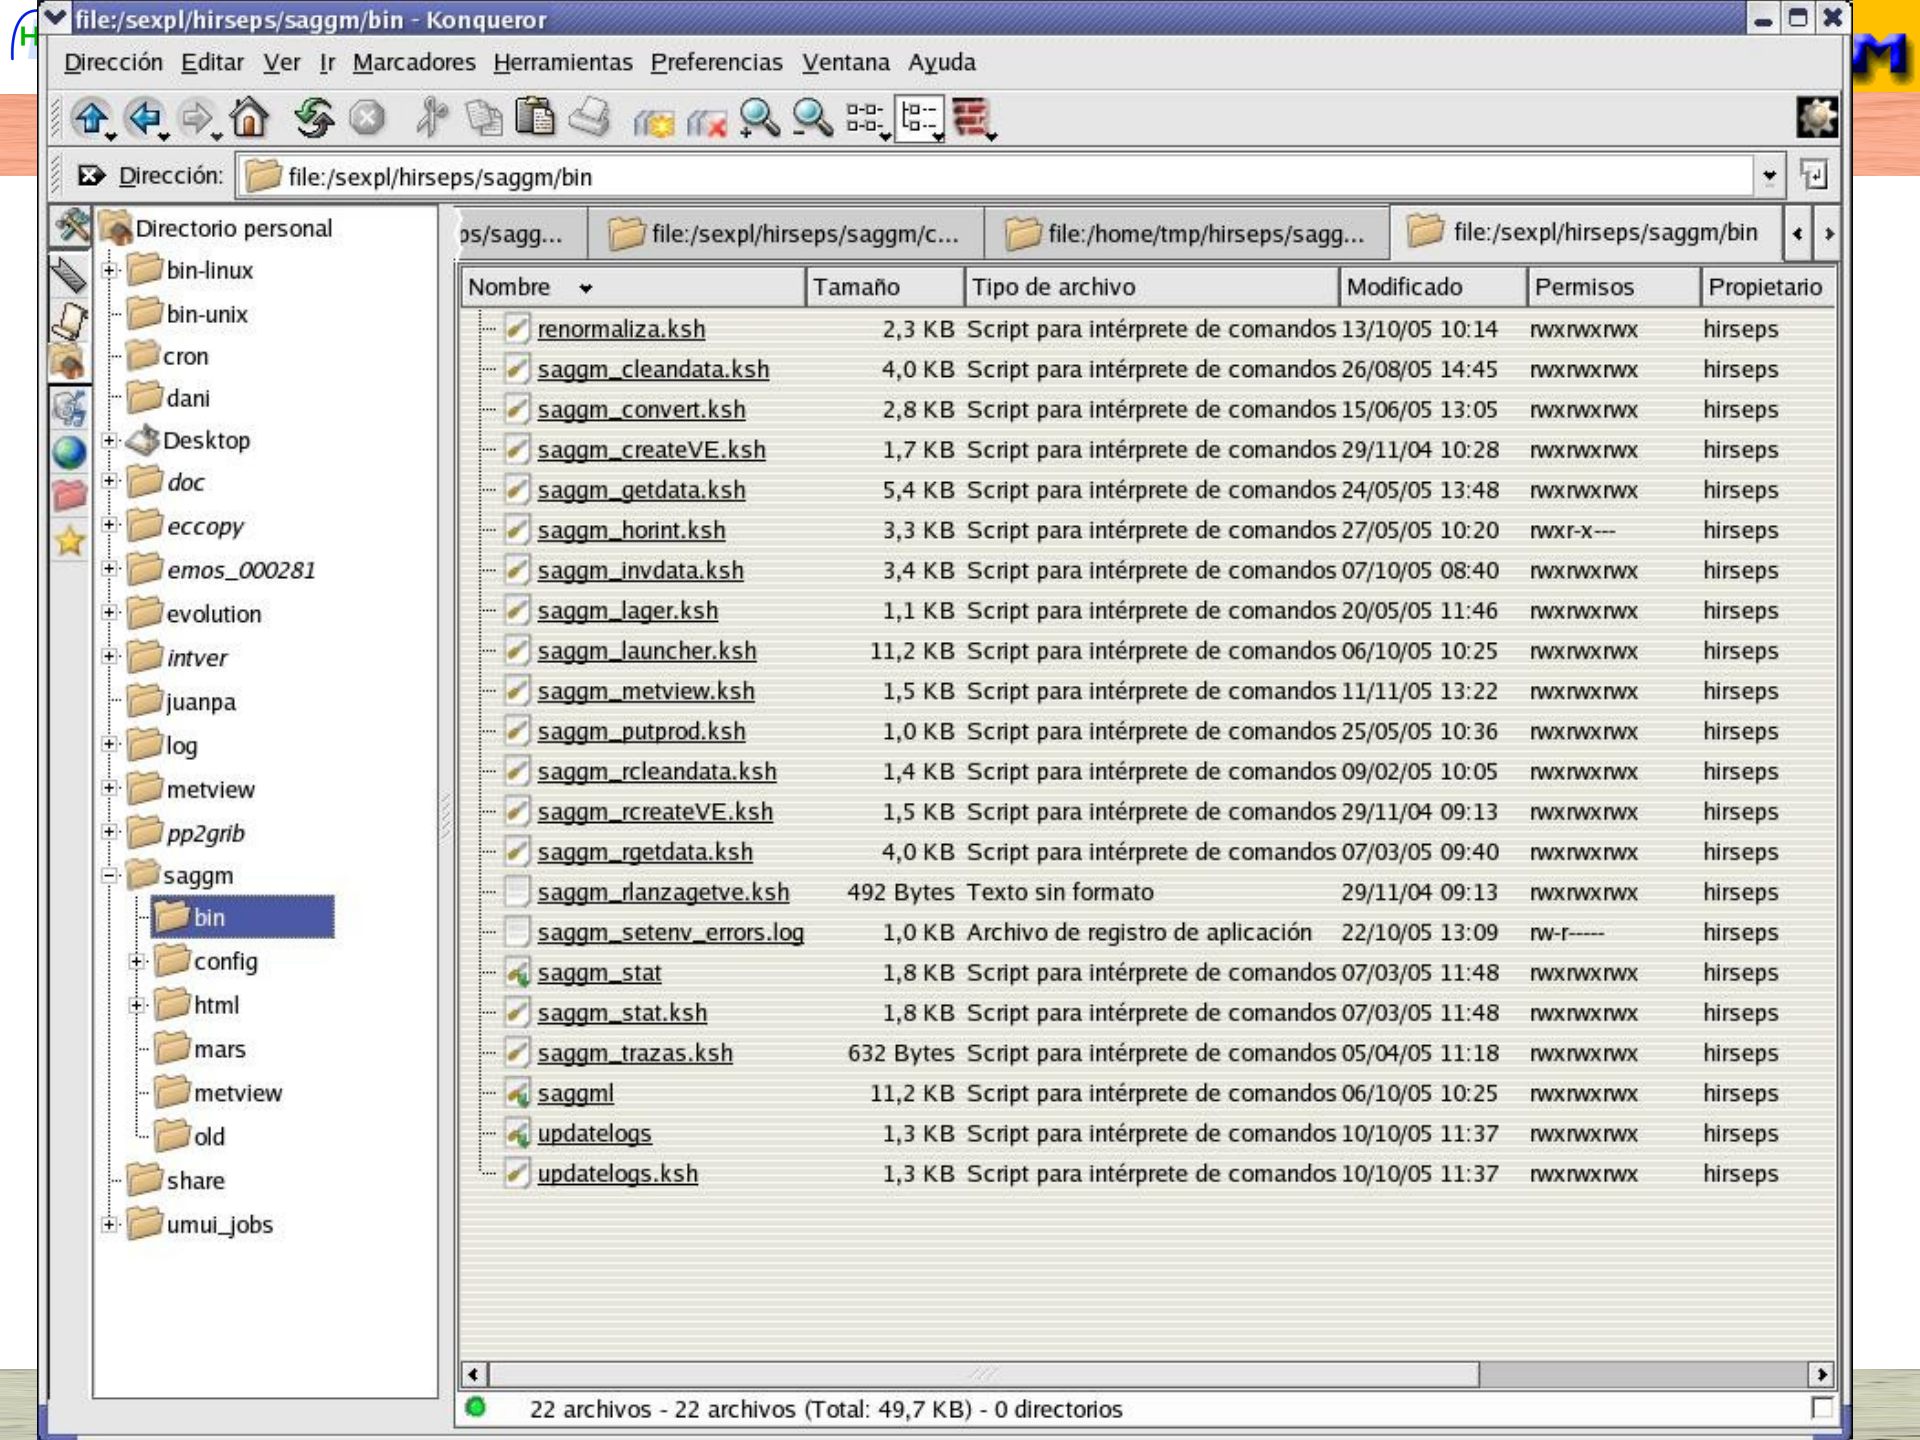 H
M
file:/sexpl/hirseps/saggm/bin - Konqueror
Dirección Editar Ver Ir Marcadores Herramientas Preferencias Ventana Ayuda
Dirección: file:/sexpl/hirseps/saggm/bin
Directorio personal
bin-linux
bin-unix
cron
dani
Desktop
doc
eccopy
emos_000281
evolution
intver
juanpa
log
metview
pp2grib
saggm
bin
config
html
mars
metview
old
share
umui_jobs
ps/sagg... file:/sexpl/hirseps/saggm/c... file:/home/tmp/hirseps/sagg... file:/sexpl/hirseps/saggm/bin
Nombre Tamaño Tipo de archivo Modificado Permisos Propietario
renormaliza.ksh 2,3 KB Script para intérprete de comandos 13/10/05 10:14 rwxrwxrwx hirseps
saggm_cleandata.ksh 4,0 KB Script para intérprete de comandos 26/08/05 14:45 rwxrwxrwx hirseps
saggm_convert.ksh 2,8 KB Script para intérprete de comandos 15/06/05 13:05 rwxrwxrwx hirseps
saggm_createVE.ksh 1,7 KB Script para intérprete de comandos 29/11/04 10:28 rwxrwxrwx hirseps
saggm_getdata.ksh 5,4 KB Script para intérprete de comandos 24/05/05 13:48 rwxrwxrwx hirseps
saggm_horint.ksh 3,3 KB Script para intérprete de comandos 27/05/05 10:20 rwxr-x--- hirseps
saggm_invdata.ksh 3,4 KB Script para intérprete de comandos 07/10/05 08:40 rwxrwxrwx hirseps
saggm_lager.ksh 1,1 KB Script para intérprete de comandos 20/05/05 11:46 rwxrwxrwx hirseps
saggm_launcher.ksh 11,2 KB Script para intérprete de comandos 06/10/05 10:25 rwxrwxrwx hirseps
saggm_metview.ksh 1,5 KB Script para intérprete de comandos 11/11/05 13:22 rwxrwxrwx hirseps
saggm_putprod.ksh 1,0 KB Script para intérprete de comandos 25/05/05 10:36 rwxrwxrwx hirseps
saggm_rcleandata.ksh 1,4 KB Script para intérprete de comandos 09/02/05 10:05 rwxrwxrwx hirseps
saggm_rcreateVE.ksh 1,5 KB Script para intérprete de comandos 29/11/04 09:13 rwxrwxrwx hirseps
saggm_rgetdata.ksh 4,0 KB Script para intérprete de comandos 07/03/05 09:40 rwxrwxrwx hirseps
saggm_rlanzagetve.ksh 492 Bytes Texto sin formato 29/11/04 09:13 rwxrwxrwx hirseps
saggm_setenv_errors.log 1,0 KB Archivo de registro de aplicación 22/10/05 13:09 rw-r----- hirseps
saggm_stat 1,8 KB Script para intérprete de comandos 07/03/05 11:48 rwxrwxrwx hirseps
saggm_stat.ksh 1,8 KB Script para intérprete de comandos 07/03/05 11:48 rwxrwxrwx hirseps
saggm_trazas.ksh 632 Bytes Script para intérprete de comandos 05/04/05 11:18 rwxrwxrwx hirseps
saggml 11,2 KB Script para intérprete de comandos 06/10/05 10:25 rwxrwxrwx hirseps
updatelogs 1,3 KB Script para intérprete de comandos 10/10/05 11:37 rwxrwxrwx hirseps
updatelogs.ksh 1,3 KB Script para intérprete de comandos 10/10/05 11:37 rwxrwxrwx hirseps
22 archivos - 22 archivos (Total: 49,7 KB) - 0 directorios